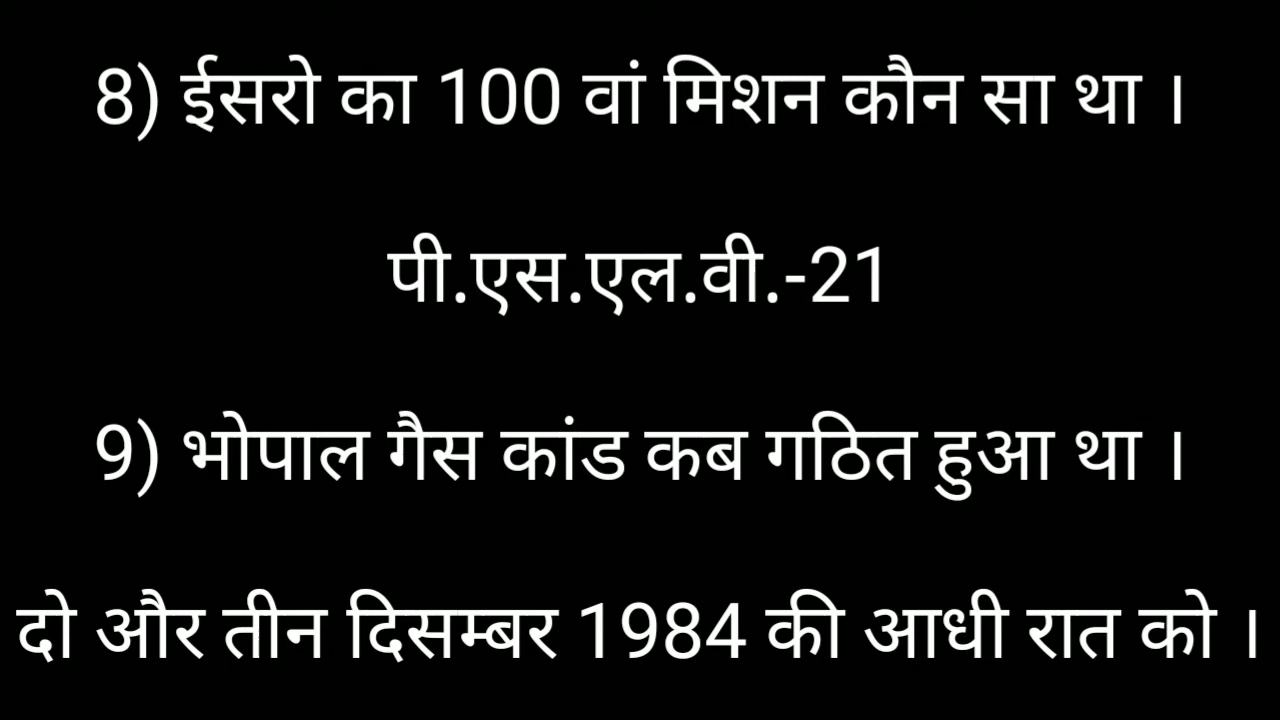 8) ईसरो का 100 वां मिशन कौन सा था ।
पी.एस.एल.वी.-21
9) भोपाल गैस कांड कब गठित हुआ था ।
दो और तीन दिसम्बर 1984 की आधी रात को ।